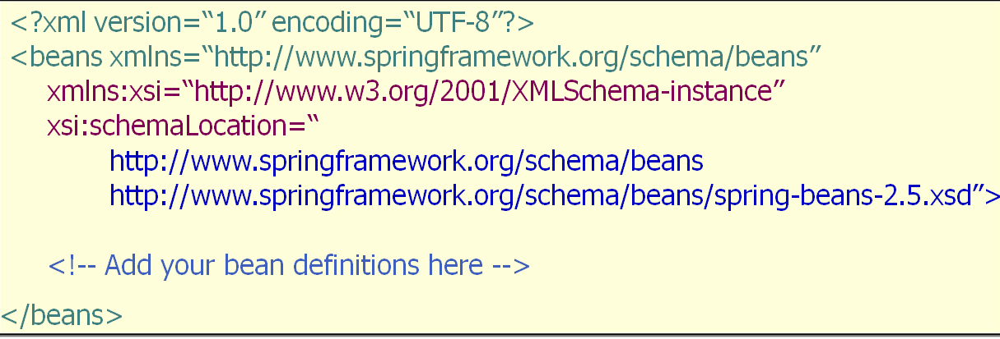 <?xml version=“1.0” encoding=“UTF-8”?>
<beans xmlns=“http://www.springframework.org/schema/beans”
xmlns:xsi=“http://www.w3.org/2001/XMLSchema-instance”
xsi:schemaLocation=“
http://www.springframework.org/schema/beans
http://www.springframework.org/schema/beans/spring-beans-2.5.xsd”>
<!-- Add your bean definitions here -->
</beans>